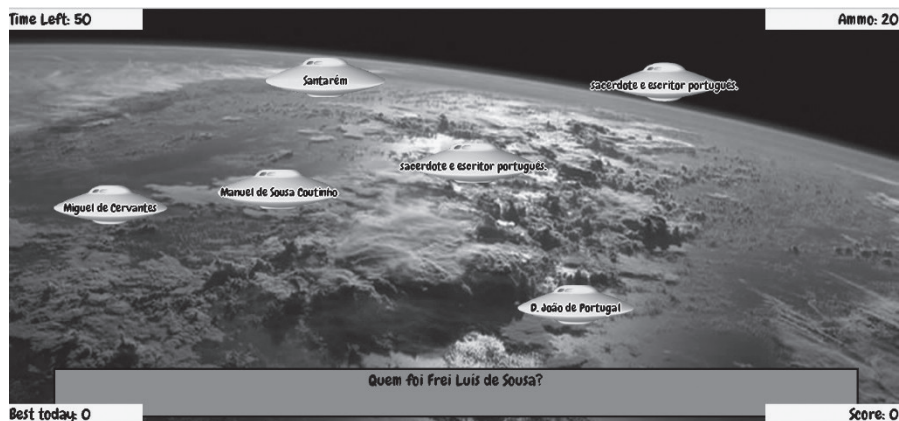 Time Left: 50
Ammo: 20
Santarém
sacerdote e escritor português.
sacerdote e escritor português.
Manuel de Sousa Coutinho
Miguel de Cervantes
D. João de Portugal
Quem foi Frei Luís de Sousa?
Best today: 0
Score: 0